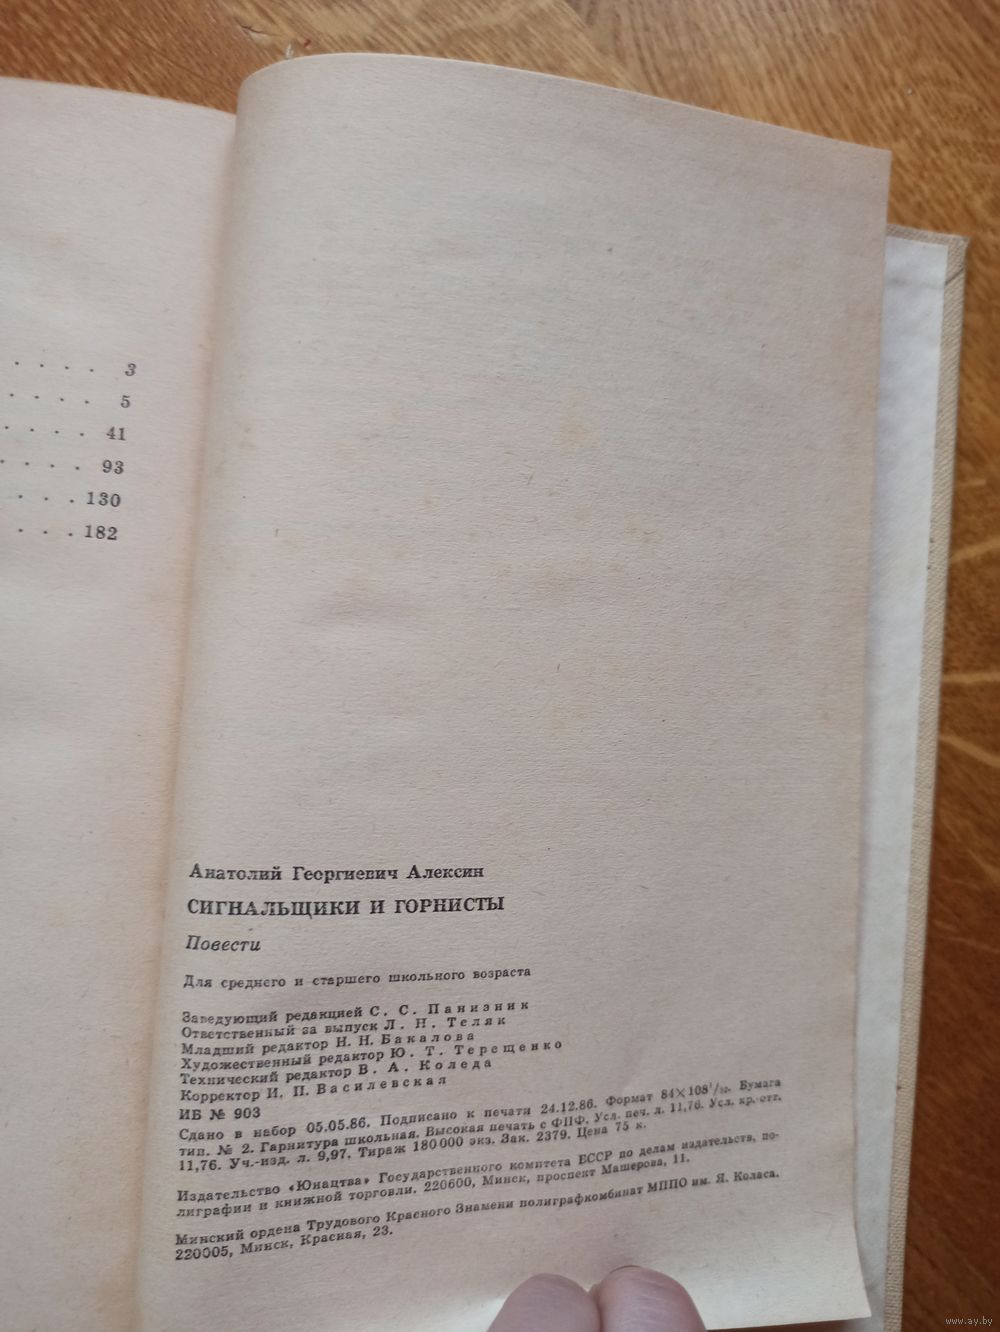 . . . . 3
. . . . 5
. . . . 41
. . . . 93
. . . 130
. . . 182
Анатолий Георгиевич Алексин
СИГНАЛЬЩИКИ И ГОРНИСТЫ
Повести
Для среднего и старшего школьного возраста
Заведующий редакцией С. С. Панизник
Ответственный за выпуск Л. Н. Теляк
Младший редактор Н. Н. Бакалова
Художественный редактор Ю. Т. Терещенко
Технический редактор В. А. Коледа
Корректор И. П. Василевская
ИБ № 903
Сдано в набор 05.05.86. Подписано к печати 24.12.86. Формат 84×108¹/₃₂. Бумага
тип. № 2. Гарнитура школьная. Высокая печать с ФПФ. Усл. печ. л. 11,76. Усл. кр.-отт.
11,76. Уч.-изд. л. 9,97. Тираж 180 000 экз. Зак. 2379. Цена 75 к.
Издательство «Юнацтва» Государственного комитета БССР по делам издательств, по-
лиграфии и книжной торговли. 220600, Минск, проспект Машерова, 11.
Минский ордена Трудового Красного Знамени полиграфкомбинат МППО им. Я. Коласа.
220005, Минск, Красная, 23.
www.ay.by